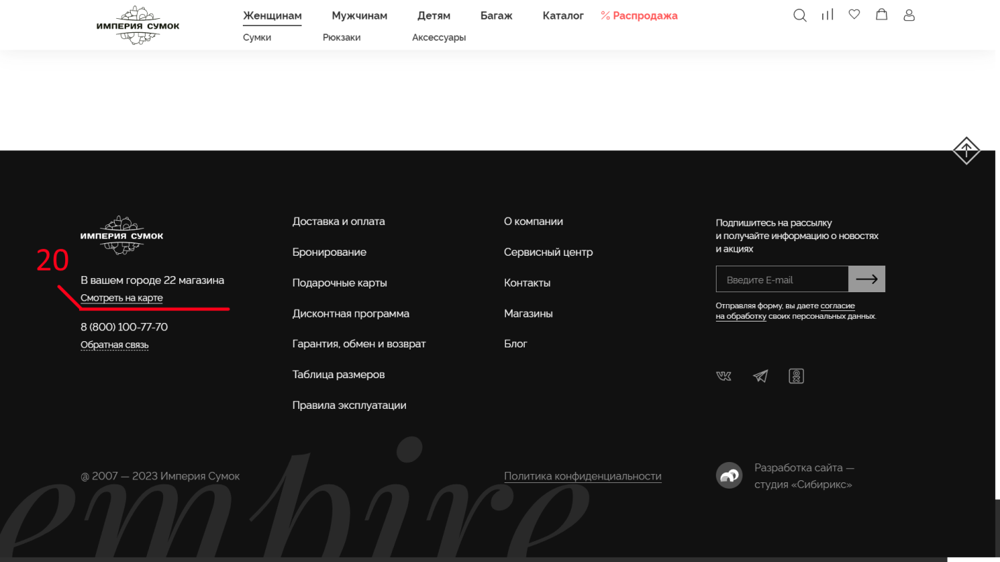 ИМПЕРИЯ СУМОК
Женщинам Мужчинам Детям Багаж Каталог % Распродажа
Сумки Рюкзаки Аксессуары
ИМПЕРИЯ СУМОК
20
В вашем городе 22 магазина
Смотреть на карте
8 (800) 100-77-70
Обратная связь
Доставка и оплата
Бронирование
Подарочные карты
Дисконтная программа
Гарантия, обмен и возврат
Таблица размеров
Правила эксплуатации
О компании
Сервисный центр
Контакты
Магазины
Блог
Подпишитесь на рассылку
и получайте информацию о новостях
и акциях
Введите E-mail
Отправляя форму, вы даете согласие
на обработку своих персональных данных.
@ 2007 — 2023 Империя Сумок
Политика конфиденциальности
Разработка сайта —
студия «Сибирикс»
empire